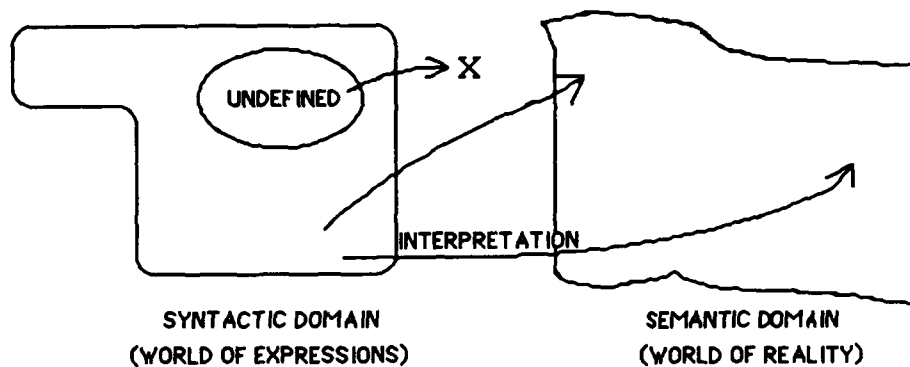 X
UNDEFINED
INTERPRETATION
SYNTACTIC DOMAIN
(WORLD OF EXPRESSIONS)
SEMANTIC DOMAIN
(WORLD OF REALITY)